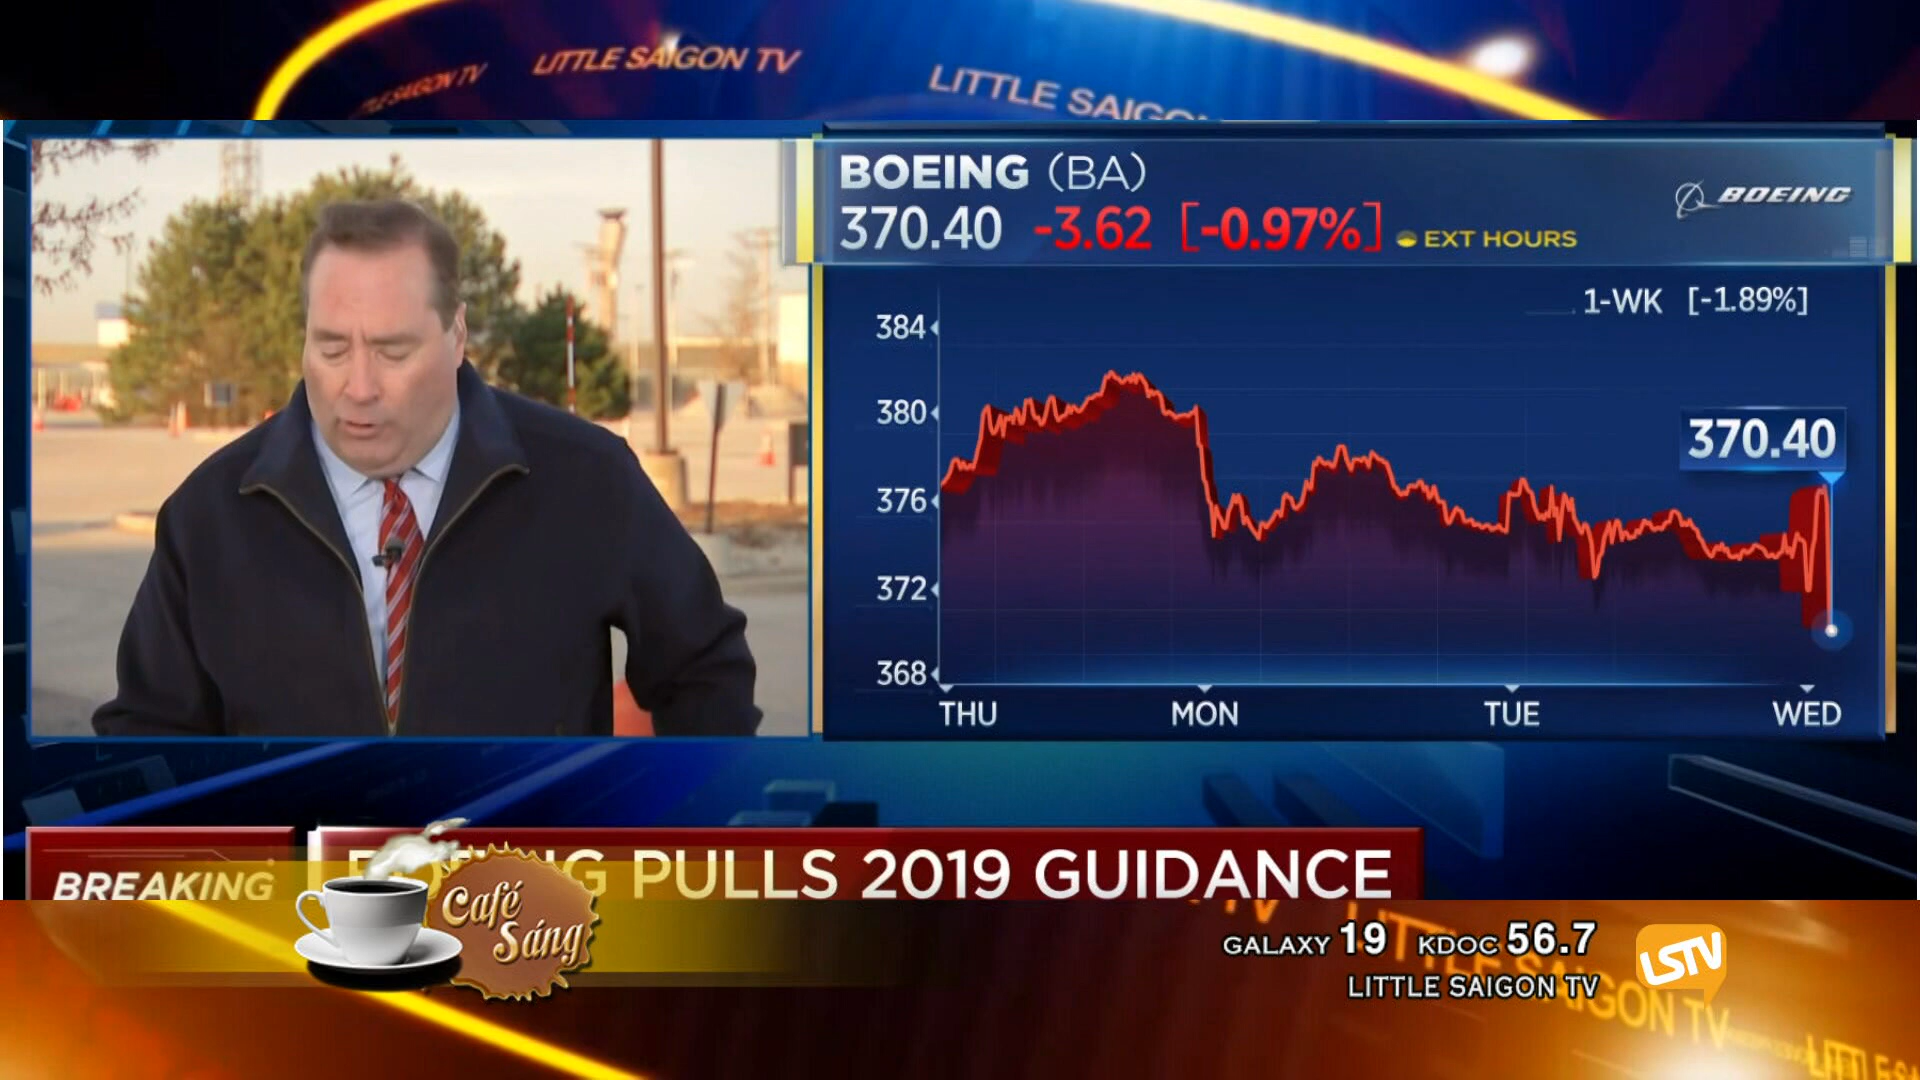 LITTLE SAIGON TV
LITTLE SAIGON
BOEING (BA)
370.40 -3.62 [-0.97%] EXT HOURS
BOEING
1-WK [-1.89%]
384
380
376
372
368
370.40
THU MON TUE WED
BREAKING
BOEING PULLS 2019 GUIDANCE
Café
Sáng
GALAXY 19 KDOC 56.7
LITTLE SAIGON TV
LSTV